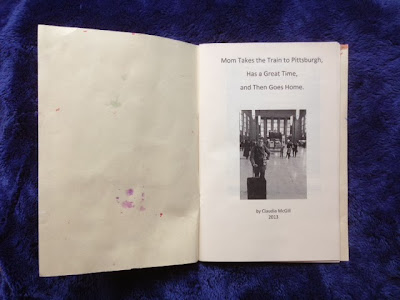 Mom Takes the Train to Pittsburgh,
Has a Great Time,
and Then Goes Home.
by Claudia McGill
2013